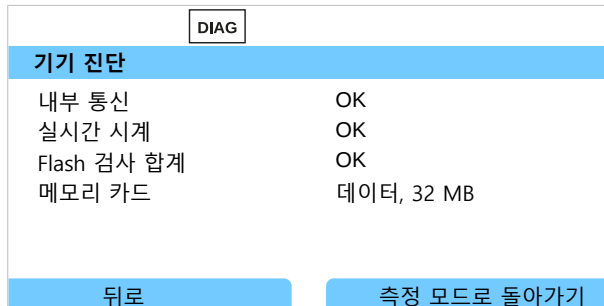 DIAG
기기 진단
내부 통신 OK
실시간 시계 OK
Flash 검사 합계 OK
메모리 카드 데이터, 32 MB
뒤로 측정 모드로 돌아가기